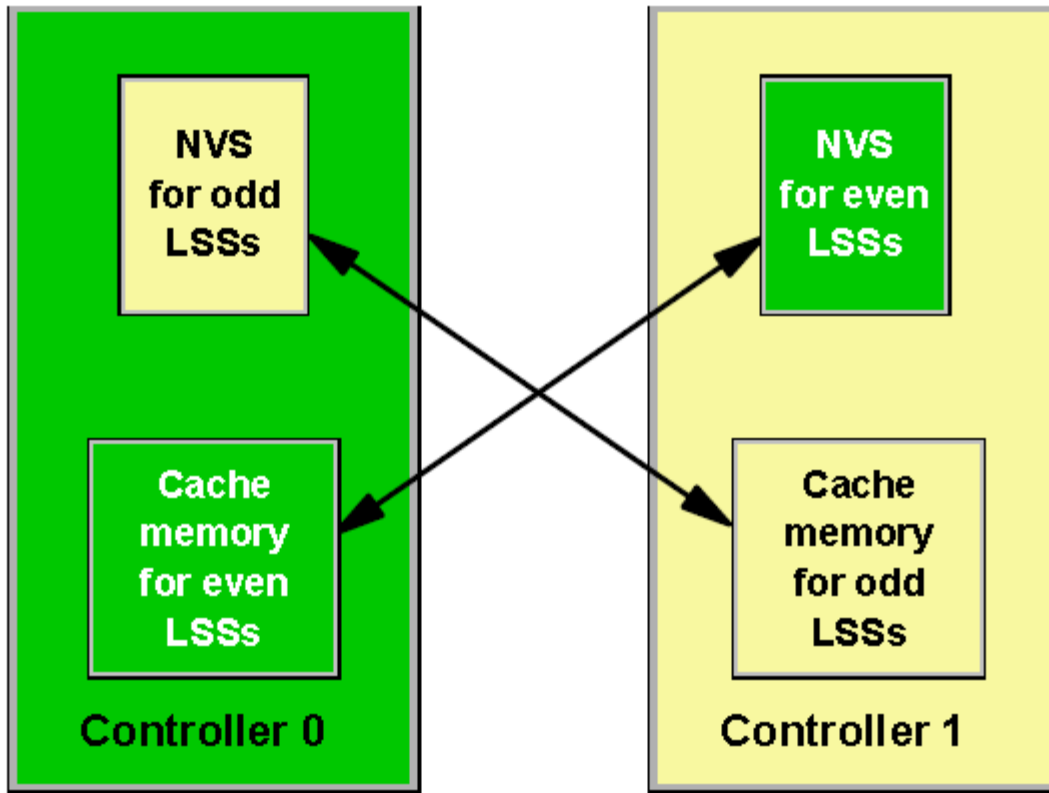 NVS
for odd
LSSs
NVS
for even
LSSs
Cache
memory
for even
LSSs
Cache
memory
for odd
LSSs
Controller 0
Controller 1